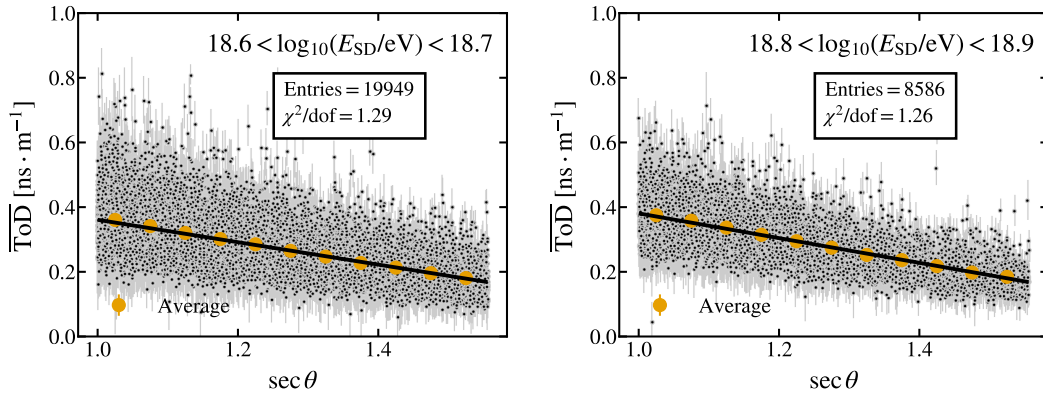 18.6 < log₁₀(E_SD/eV) < 18.7
Entries = 19949
χ²/dof = 1.29
Average
ToD̅ [ns · m⁻¹]
0.0
0.2
0.4
0.6
0.8
1.0
1.0
1.2
1.4
sec θ
18.8 < log₁₀(E_SD/eV) < 18.9
Entries = 8586
χ²/dof = 1.26
Average
ToD̅ [ns · m⁻¹]
0.0
0.2
0.4
0.6
0.8
1.0
1.0
1.2
1.4
sec θ